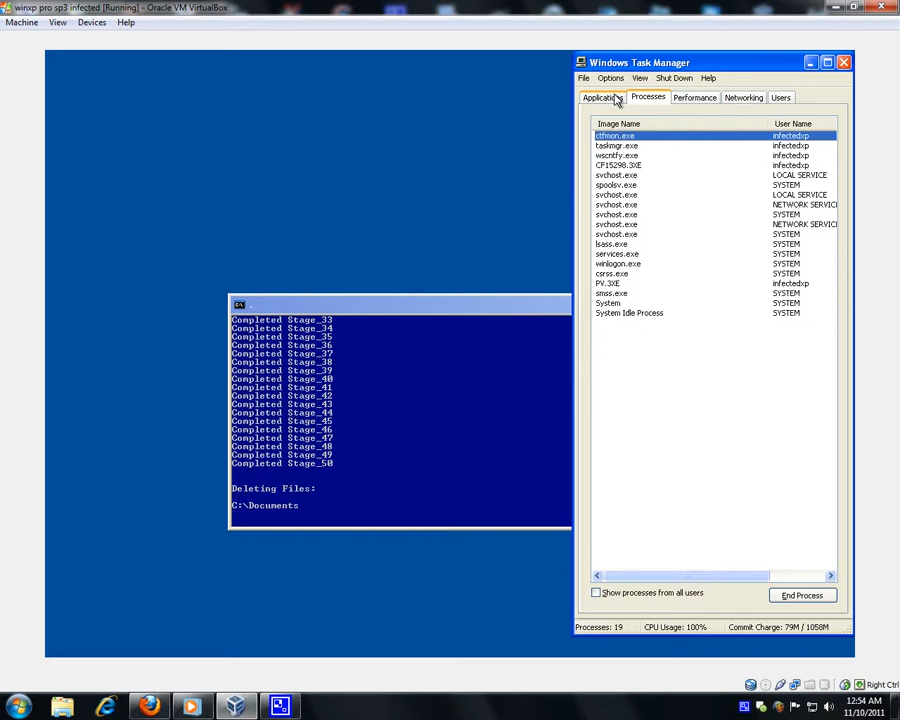 winxp pro sp3 infected [Running] - Oracle VM VirtualBox
Machine View Devices Help
Windows Task Manager
File Options View Shut Down Help
Applications Processes Performance Networking Users
Image Name User Name
ctfmon.exe infectedxp
taskmgr.exe infectedxp
wscntfy.exe infectedxp
CF15298.3XE infectedxp
svchost.exe LOCAL SERVICE
spoolsv.exe SYSTEM
svchost.exe LOCAL SERVICE
svchost.exe NETWORK SERVIC
svchost.exe SYSTEM
svchost.exe NETWORK SERVIC
svchost.exe SYSTEM
lsass.exe SYSTEM
services.exe SYSTEM
winlogon.exe SYSTEM
csrss.exe SYSTEM
PV.3XE infectedxp
smss.exe SYSTEM
System SYSTEM
System Idle Process SYSTEM
Show processes from all users
End Process
Processes: 19 CPU Usage: 100% Commit Charge: 79M / 1058M
.
Completed Stage_33
Completed Stage_34
Completed Stage_35
Completed Stage_36
Completed Stage_37
Completed Stage_38
Completed Stage_39
Completed Stage_40
Completed Stage_41
Completed Stage_42
Completed Stage_43
Completed Stage_44
Completed Stage_45
Completed Stage_46
Completed Stage_47
Completed Stage_48
Completed Stage_49
Completed Stage_50
Deleting Files:
C:\Documents
Right Ctrl
12:54 AM
11/10/2011